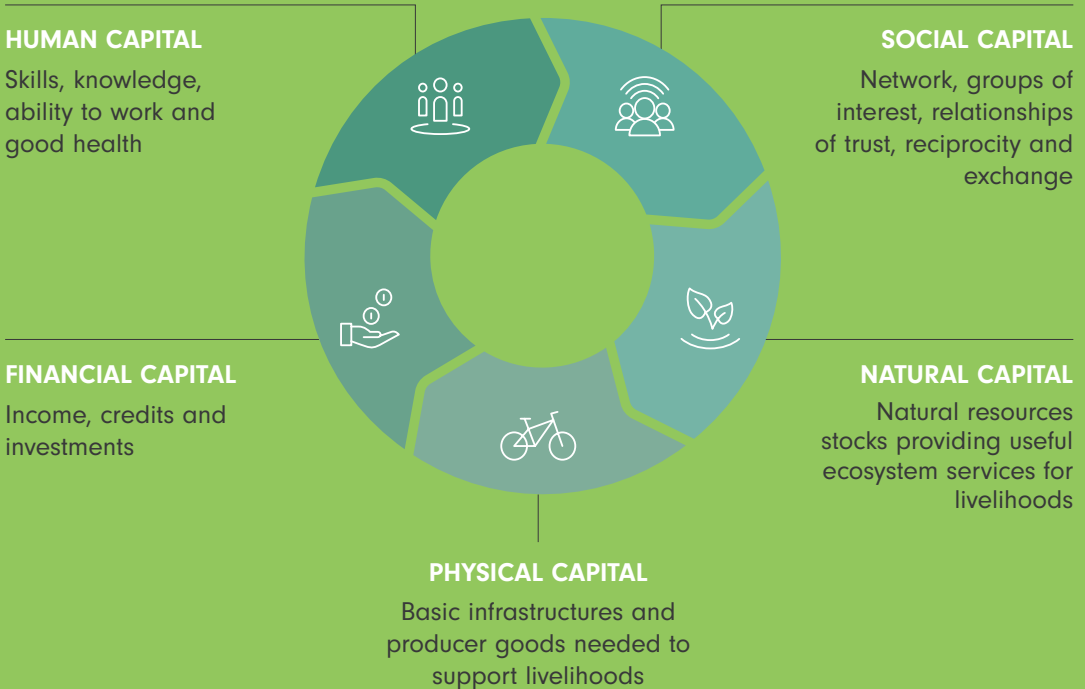 HUMAN CAPITAL
Skills, knowledge,
ability to work and
good health
SOCIAL CAPITAL
Network, groups of
interest, relationships
of trust, reciprocity and
exchange
FINANCIAL CAPITAL
Income, credits and
investments
NATURAL CAPITAL
Natural resources
stocks providing useful
ecosystem services for
livelihoods
PHYSICAL CAPITAL
Basic infrastructures and
producer goods needed to
support livelihoods